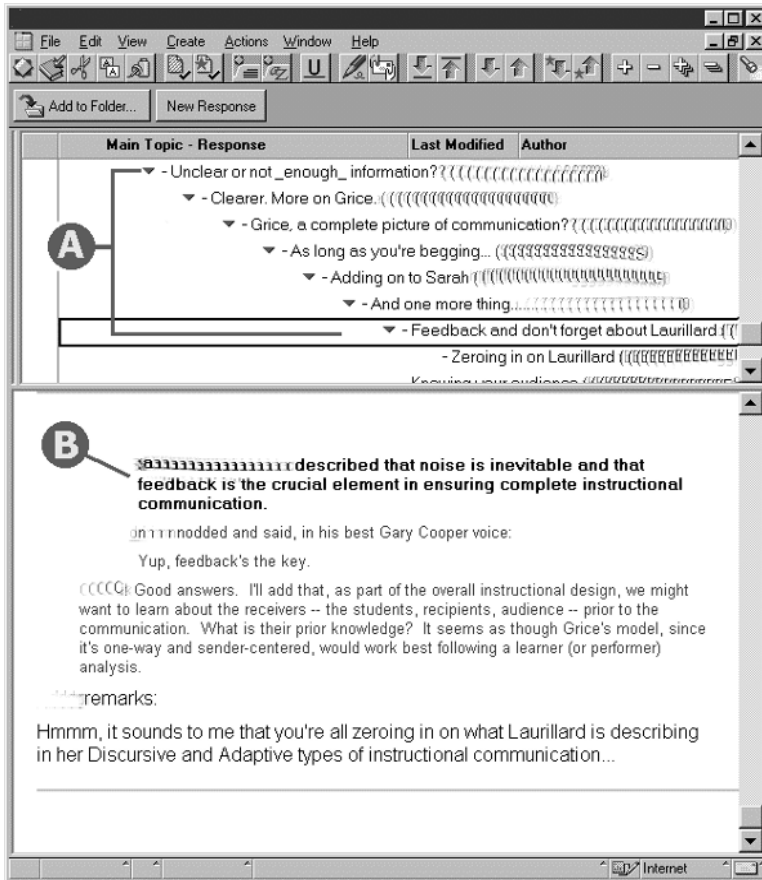 File Edit View Create Actions Window Help
Add to Folder... New Response
Main Topic - Response Last Modified Author
- Unclear or not _enough_ information?
- Clearer. More on Grice.
- Grice, a complete picture of communication?
- As long as you're begging...
- Adding on to Sarah
- And one more thing......
- Feedback and don't forget about Laurillard
- Zeroing in on Laurillard
Knowing your audience
A
B
described that noise is inevitable and that
feedback is the crucial element in ensuring complete instructional
communication.
nodded and said, in his best Gary Cooper voice:
Yup, feedback's the key.
Good answers. I'll add that, as part of the overall instructional design, we might
want to learn about the receivers -- the students, recipients, audience -- prior to the
communication. What is their prior knowledge? It seems as though Grice's model, since
it's one-way and sender-centered, would work best following a learner (or performer)
analysis.
remarks:
Hmmm, it sounds to me that you're all zeroing in on what Laurillard is describing
in her Discursive and Adaptive types of instructional communication...
Internet